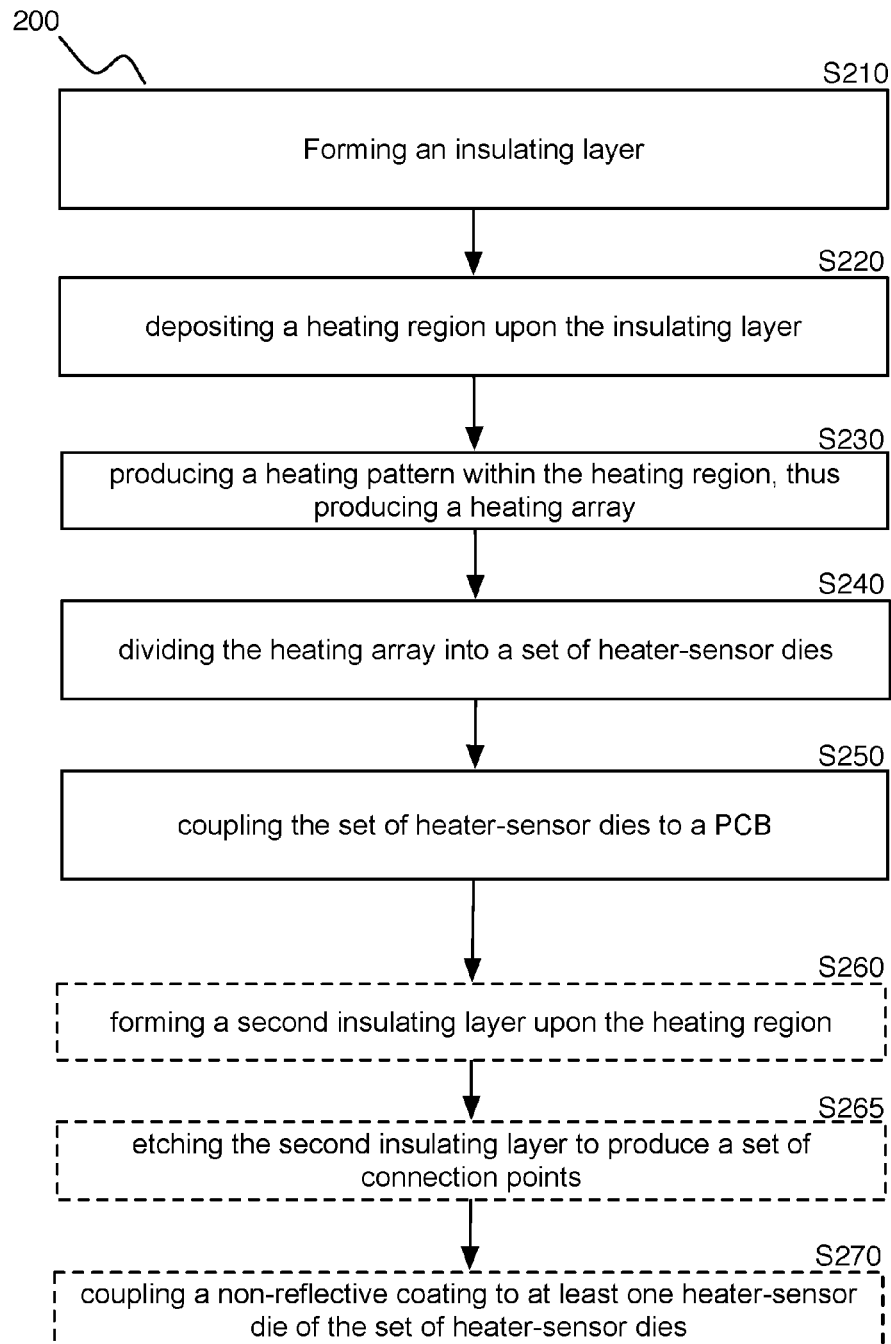 200
S210
Forming an insulating layer
S220
depositing a heating region upon the insulating layer
S230
producing a heating pattern within the heating region, thus
producing a heating array
S240
dividing the heating array into a set of heater-sensor dies
S250
coupling the set of heater-sensor dies to a PCB
S260
forming a second insulating layer upon the heating region
S265
etching the second insulating layer to produce a set of
connection points
S270
coupling a non-reflective coating to at least one heater-sensor
die of the set of heater-sensor dies